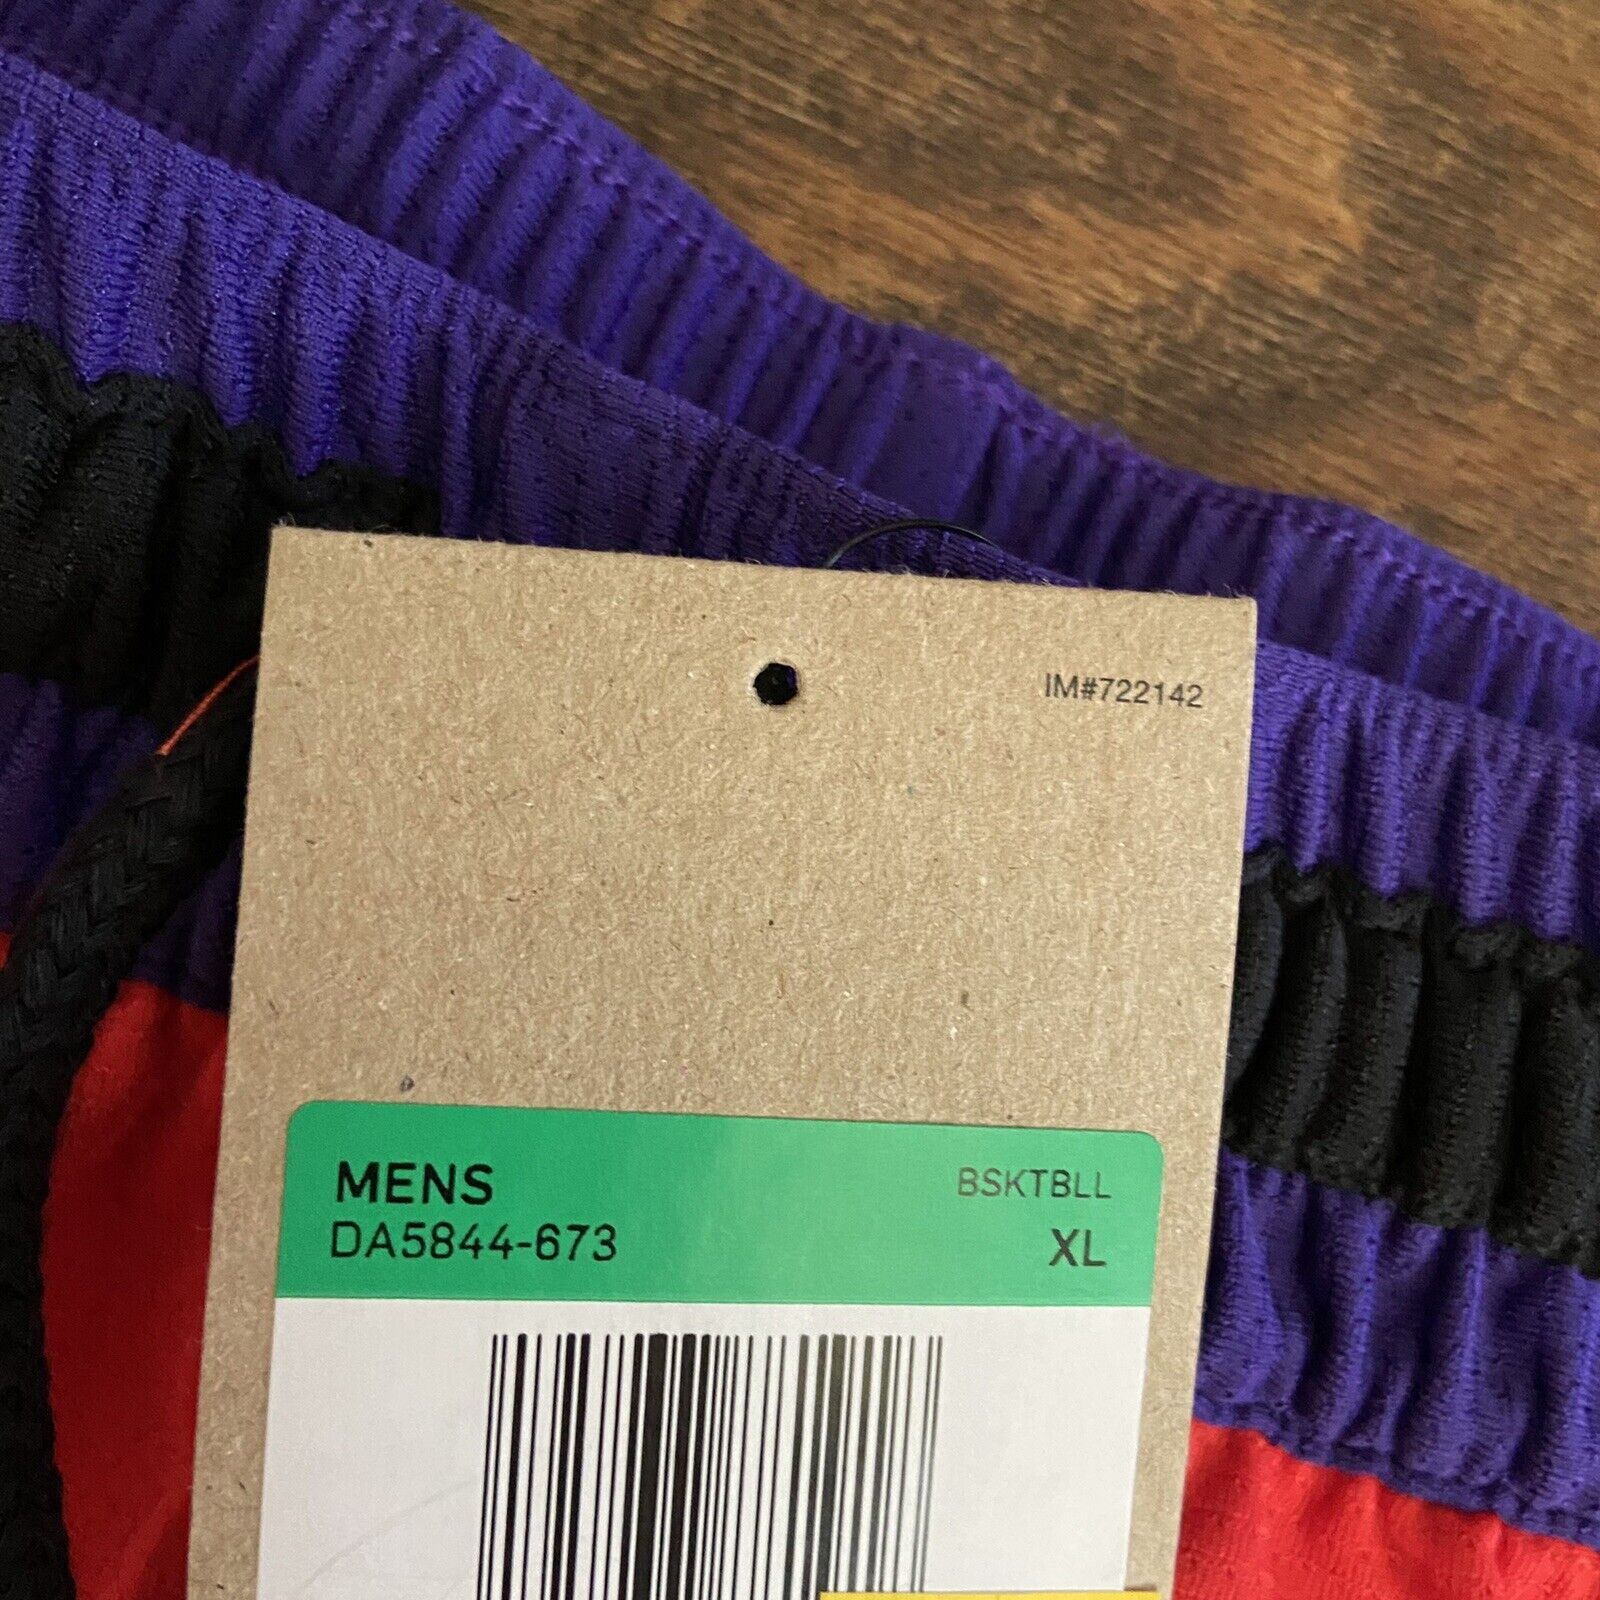 IM#722142
MENS BSKTBLL
DA5844-673 XL